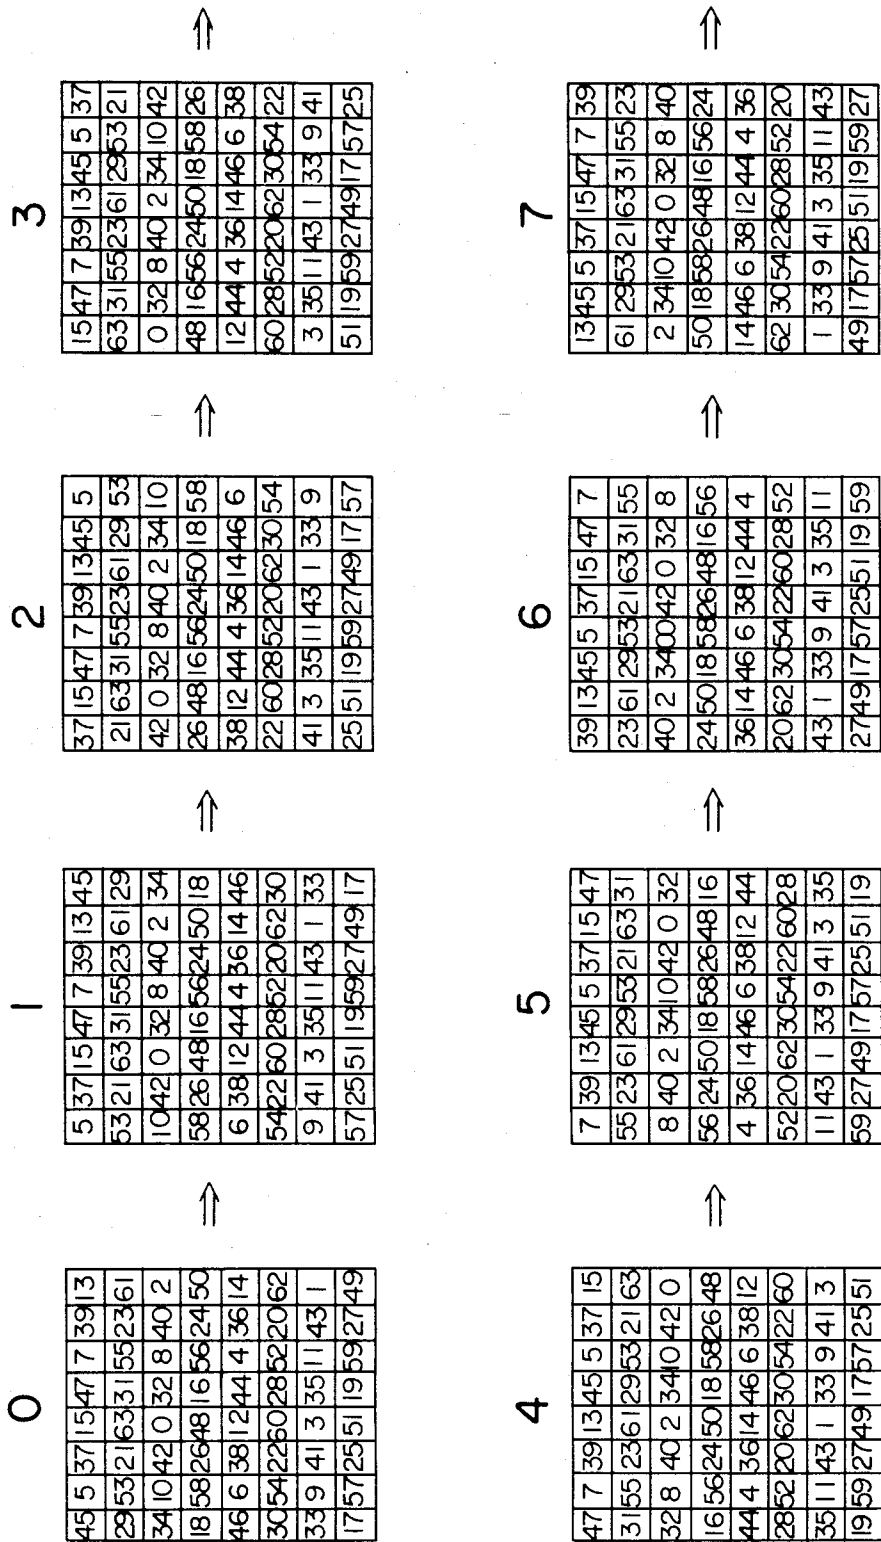 0
45 5 37 15 47 7 39 13
29 53 21 63 31 55 23 61
34 10 42 0 32 8 40 2
18 58 26 48 16 56 24 50
46 6 38 12 44 4 36 14
30 54 22 60 28 52 20 62
33 9 41 3 35 11 43 1
17 57 25 51 19 59 27 49
⇒
1
5 37 15 47 7 39 13 45
53 21 63 31 55 23 61 29
10 42 0 32 8 40 2 34
58 26 48 16 56 24 50 18
6 38 12 44 4 36 14 46
54 22 60 28 52 20 62 30
9 41 3 35 11 43 1 33
57 25 51 19 59 27 49 17
⇒
2
37 15 47 7 39 13 45 5
21 63 31 55 23 61 29 53
42 0 32 8 40 2 34 10
26 48 16 56 24 50 18 58
38 12 44 4 36 14 46 6
22 60 28 52 20 62 30 54
41 3 35 11 43 1 33 9
25 51 19 59 27 49 17 57
⇒
3
15 47 7 39 13 45 5 37
63 31 55 23 61 29 53 21
0 32 8 40 2 34 10 42
48 16 56 24 50 18 58 26
12 44 4 36 14 46 6 38
60 28 52 20 62 30 54 22
3 35 11 43 1 33 9 41
51 19 59 27 49 17 57 25
⇒
4
47 7 39 13 45 5 37 15
31 55 23 61 29 53 21 63
32 8 40 2 34 10 42 0
16 56 24 50 18 58 26 48
44 4 36 14 46 6 38 12
28 52 20 62 30 54 22 60
35 11 43 1 33 9 41 3
19 59 27 49 17 57 25 51
⇒
5
7 39 13 45 5 37 15 47
55 23 61 29 53 21 63 31
8 40 2 34 10 42 0 32
56 24 50 18 58 26 48 16
4 36 14 46 6 38 12 44
52 20 62 30 54 22 60 28
11 43 1 33 9 41 3 35
59 27 49 17 57 25 51 19
⇒
6
39 13 45 5 37 15 47 7
23 61 29 53 21 63 31 55
40 2 34 00 42 0 32 8
24 50 18 58 26 48 16 56
36 14 46 6 38 12 44 4
20 62 30 54 22 60 28 52
43 1 33 9 41 3 35 11
27 49 17 57 25 51 19 59
⇒
7
13 45 5 37 15 47 7 39
61 29 53 21 63 31 55 23
2 34 10 42 0 32 8 40
50 18 58 26 48 16 56 24
14 46 6 38 12 44 4 36
62 30 54 22 60 28 52 20
1 33 9 41 3 35 11 43
49 17 57 25 51 19 59 27
⇒